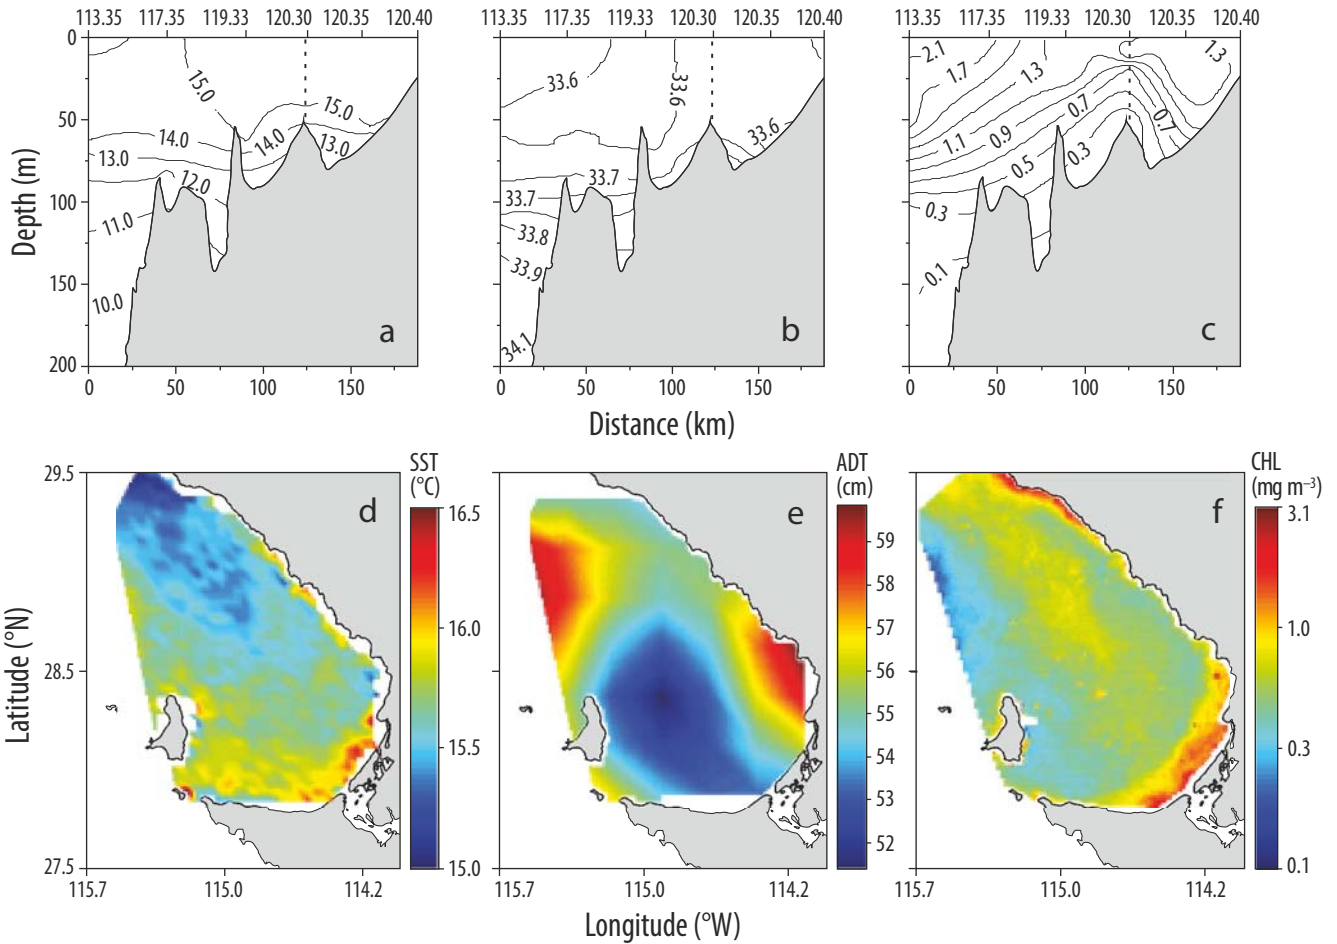 113.35 117.35 119.33 120.30 120.35 120.40
113.35 117.35 119.33 120.30 120.35 120.40
113.35 117.35 119.33 120.30 120.35 120.40
Depth (m)
0
50
100
150
200
15.0
15.0
14.0
14.0
13.0
13.0
12.0
11.0
10.0
a
33.6
33.6
33.6
33.7
33.7
33.8
33.9
34.1
b
2.1
1.7
1.3
1.3
1.1
0.9
0.7
0.7
0.5
0.3
0.3
0.1
c
0 50 100 150
0 50 100 150
0 50 100 150
Distance (km)
Latitude (°N)
29.5
28.5
27.5
d
SST
(°C)
16.5
16.0
15.5
15.0
e
ADT
(cm)
59
58
57
56
55
54
53
52
f
CHL
(mg m⁻³)
3.1
1.0
0.3
0.1
115.7 115.0 114.2
115.7 115.0 114.2
115.7 115.0 114.2
Longitude (°W)